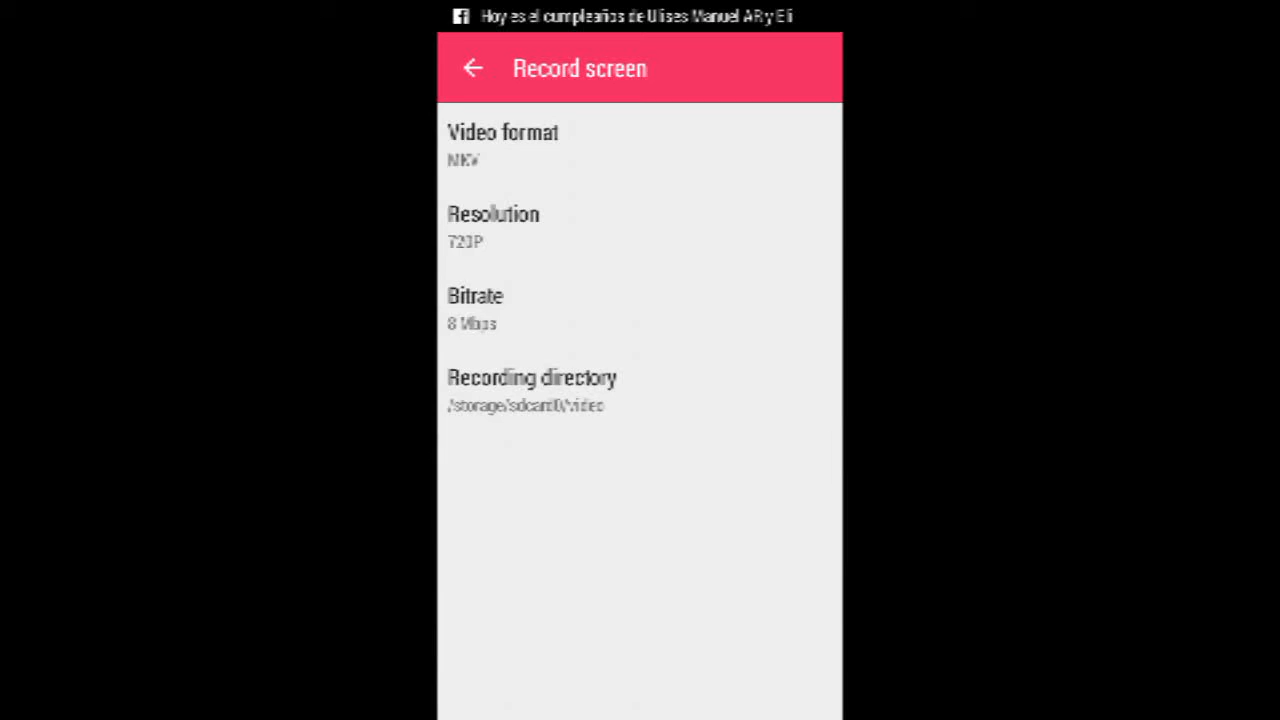 Hoy es el cumpleaños de Ulises Manuel AR y Eli
Record screen
Video format
MKV
Resolution
720P
Bitrate
8 Mbps
Recording directory
/storage/sdcard0/video